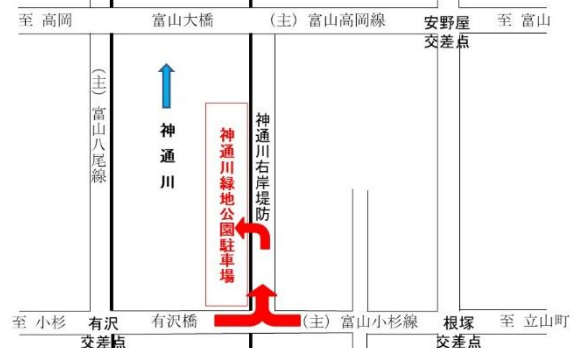 至 高岡
富山大橋
(主) 富山高岡線
安野屋
交差点
至 富山
(主) 富山八尾線
神通川
神通川緑地公園駐車場
神通川右岸堤防
至 小杉
有沢
交差点
有沢橋
(主) 富山小杉線
根塚
交差点
至 立山町